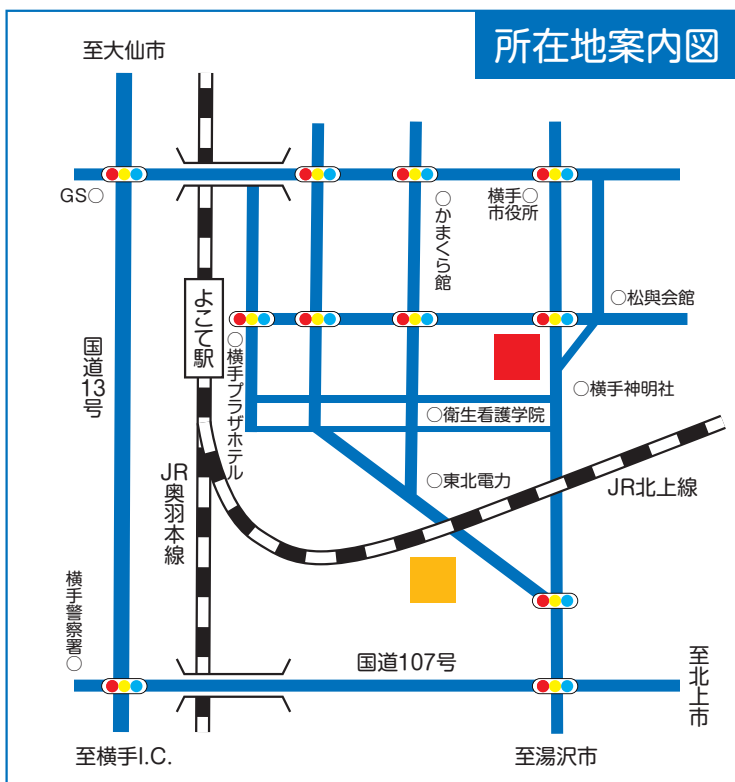 所在地案内図
至大仙市
GS○
横手○
市役所
○かまくら館
○松與会館
よこて駅
国道13号
○横手プラザホテル
○横手神明社
○衛生看護学院
○東北電力
JR北上線
JR奥羽本線
横手警察署○
国道107号
至北上市
至横手I.C.
至湯沢市